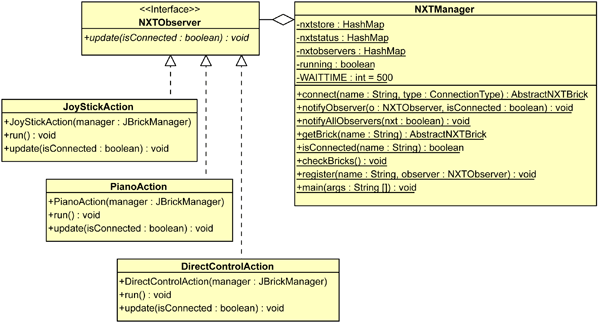 <<Interface>>
NXTObserver
+update(isConnected : boolean) : void
NXTManager
-nxtstore : HashMap
-nxtstatus : HashMap
-nxtobservers : HashMap
-running : boolean
-WAITTIME : int = 500
+connect(name : String, type : ConnectionType) : AbstractNXTBrick
+notifyObserver(o : NXTObserver, isConnected : boolean) : void
+notifyAllObservers(nxt : boolean) : void
+getBrick(name : String) : AbstractNXTBrick
+isConnected(name : String) : boolean
+checkBricks() : void
+register(name : String, observer : NXTObserver) : void
+main(args : String []) : void
JoyStickAction
+JoyStickAction(manager : JBrickManager)
+run() : void
+update(isConnected : boolean) : void
PianoAction
+PianoAction(manager : JBrickManager)
+run() : void
+update(isConnected : boolean) : void
DirectControlAction
+DirectControlAction(manager : JBrickManager)
+run() : void
+update(isConnected : boolean) : void